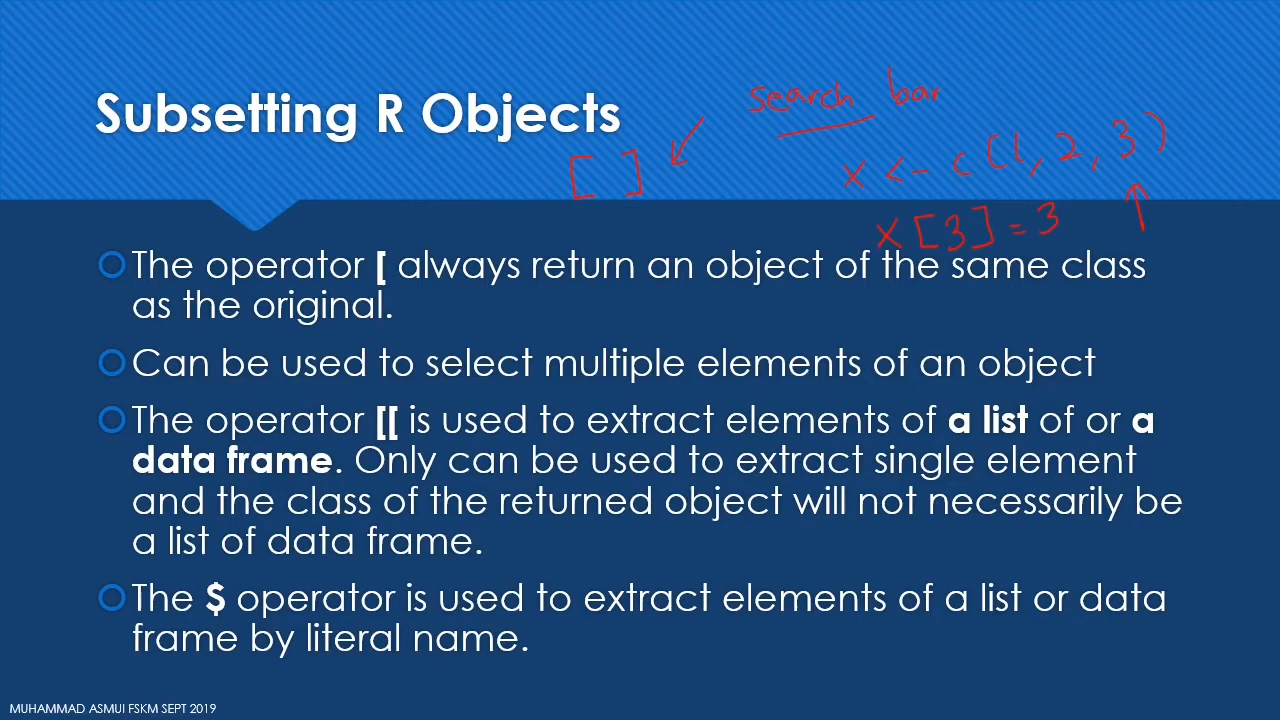 Subsetting R Objects
search bar
[ ]
x <- c(1, 2, 3)
x[3] = 3
The operator [ always return an object of the same class
as the original.
Can be used to select multiple elements of an object
The operator [[ is used to extract elements of a list of or a
data frame. Only can be used to extract single element
and the class of the returned object will not necessarily be
a list of data frame.
The $ operator is used to extract elements of a list or data
frame by literal name.
MUHAMMAD ASMUI FSKM SEPT 2019